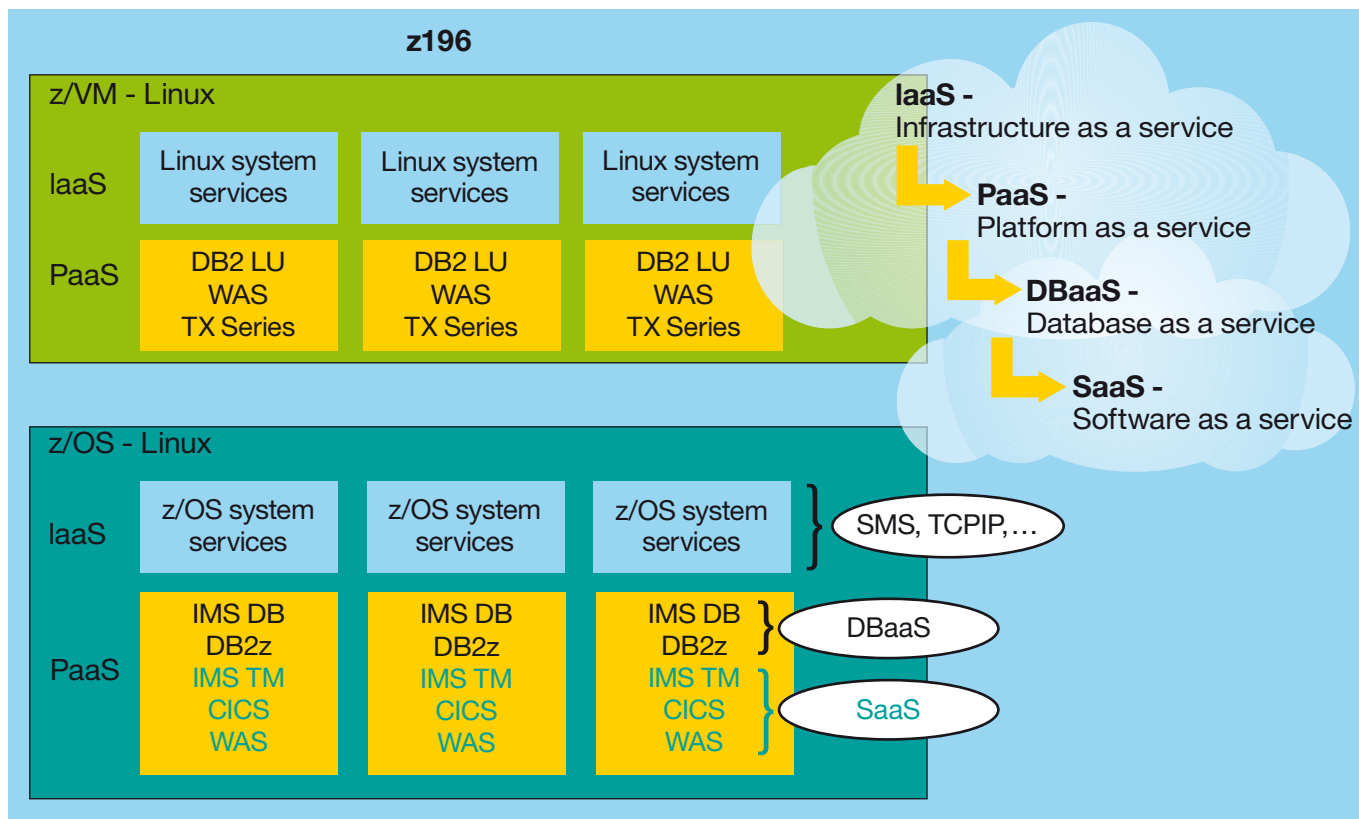 z196
z/VM - Linux
IaaS
Linux system
services
Linux system
services
Linux system
services
PaaS
DB2 LU
WAS
TX Series
DB2 LU
WAS
TX Series
DB2 LU
WAS
TX Series
IaaS -
Infrastructure as a service
PaaS -
Platform as a service
DBaaS -
Database as a service
SaaS -
Software as a service
z/OS - Linux
IaaS
z/OS system
services
z/OS system
services
z/OS system
services
SMS, TCPIP,...
PaaS
IMS DB
DB2z
IMS TM
CICS
WAS
IMS DB
DB2z
IMS TM
CICS
WAS
IMS DB
DB2z
IMS TM
CICS
WAS
DBaaS
SaaS